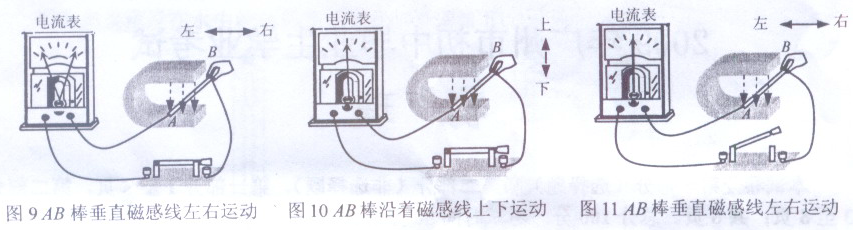 电流表
左 右
B
A
图9 AB棒垂直磁感线左右运动
电流表
上
下
B
A
图10 AB棒沿着磁感线上下运动
电流表
左 右
B
A
图11 AB棒垂直磁感线左右运动